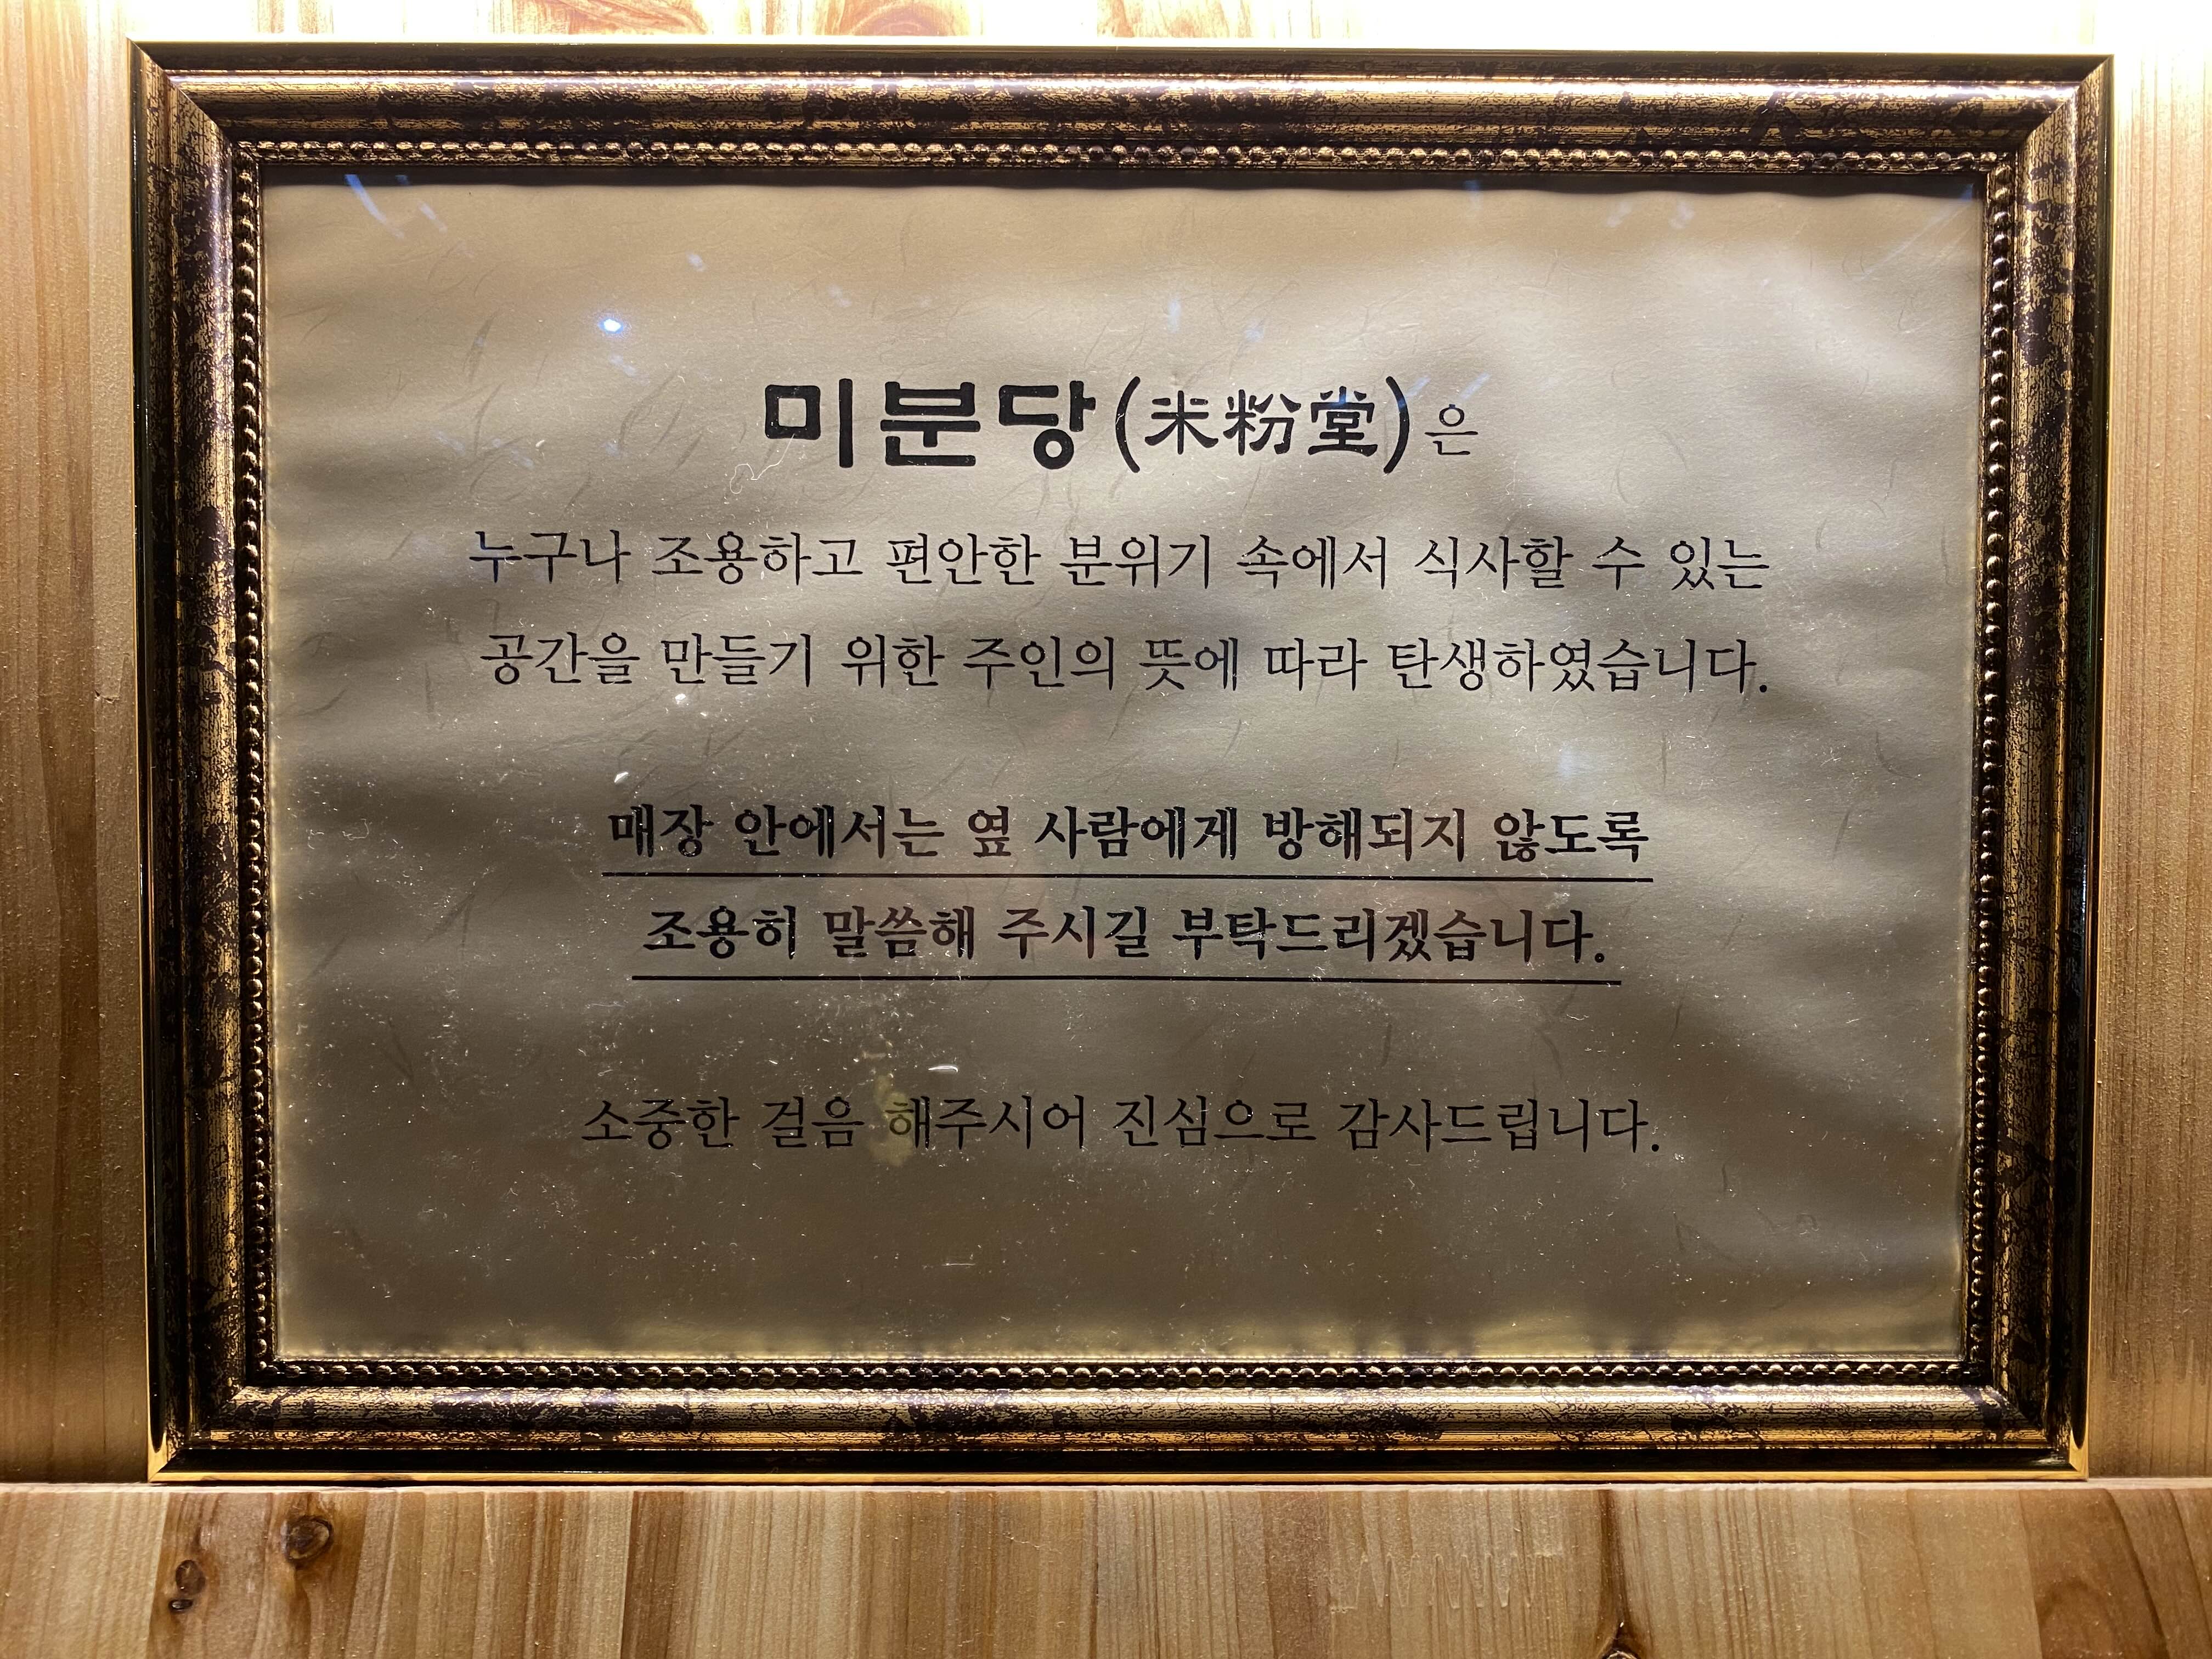 미분당(米粉堂)은
누구나 조용하고 편안한 분위기 속에서 식사할 수 있는
공간을 만들기 위한 주인의 뜻에 따라 탄생하였습니다.
매장 안에서는 옆 사람에게 방해되지 않도록
조용히 말씀해 주시길 부탁드리겠습니다.
소중한 걸음 해주시어 진심으로 감사드립니다.